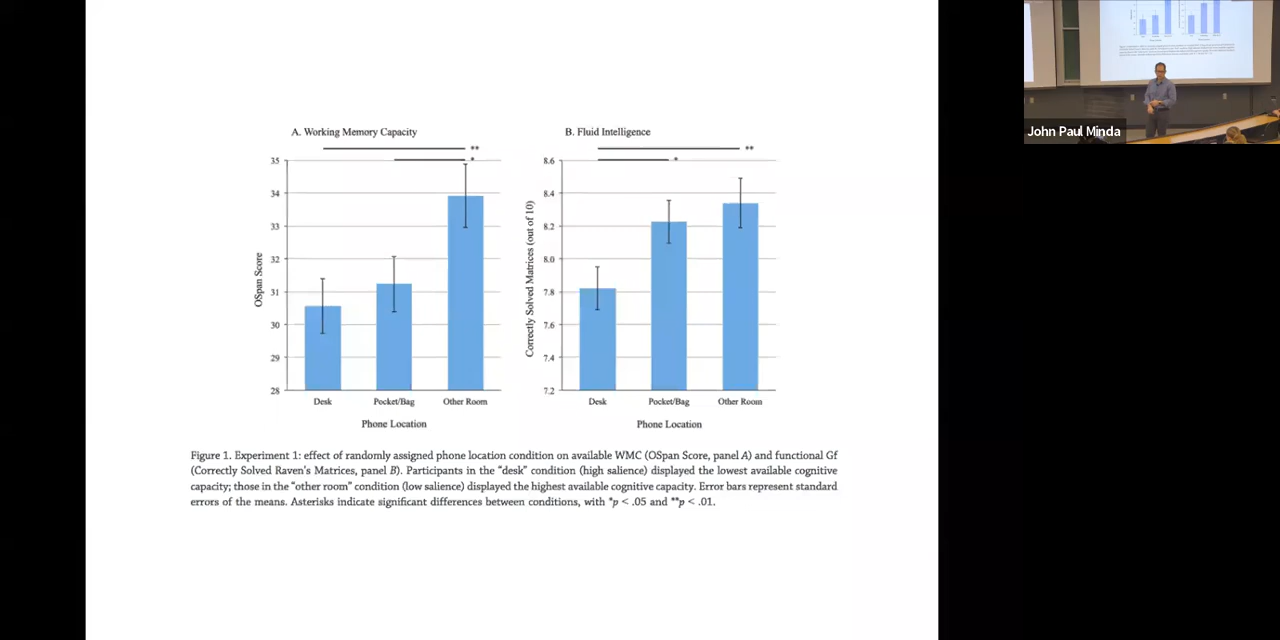 A. Working Memory Capacity
**
*
35
34
33
32
31
30
29
28
OSpan Score
Desk
Pocket/Bag
Other Room
Phone Location
B. Fluid Intelligence
**
*
8.6
8.4
8.2
8.0
7.8
7.6
7.4
7.2
Correctly Solved Matrices (out of 10)
Desk
Pocket/Bag
Other Room
Phone Location
Figure 1. Experiment 1: effect of randomly assigned phone location condition on available WMC (OSpan Score, panel A) and functional Gf
(Correctly Solved Raven's Matrices, panel B). Participants in the "desk" condition (high salience) displayed the lowest available cognitive
capacity; those in the "other room" condition (low salience) displayed the highest available cognitive capacity. Error bars represent standard
errors of the means. Asterisks indicate significant differences between conditions, with *p < .05 and **p < .01.
John Paul Minda